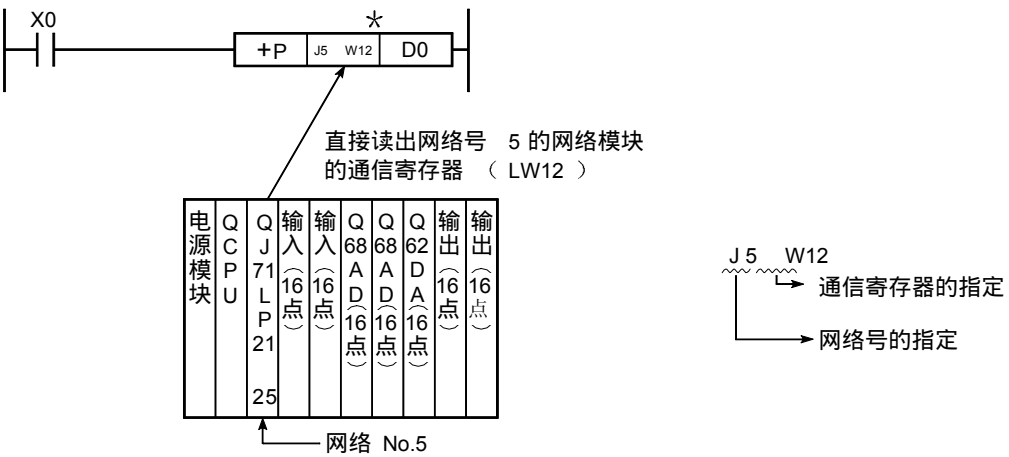 X0
*
+P J5 W12 D0
直接读出网络号 5 的网络模块
的通信寄存器 （ LW12 ）
电源模块
QCPU
QJ71LP21 25
输入（16点）
输入（16点）
Q68AD（16点）
Q68AD（16点）
Q62DA（16点）
输出（16点）
输出（16点）
网络 No.5
J 5 W12
通信寄存器的指定
网络号的指定